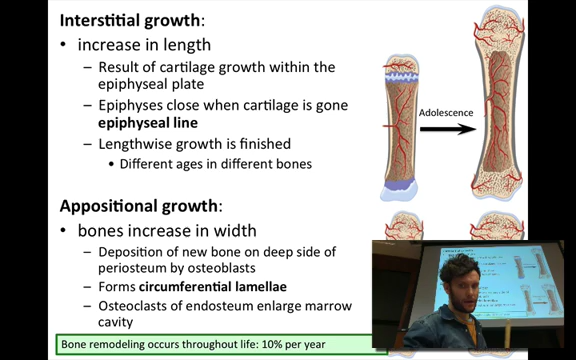 Interstitial growth:
• increase in length
– Result of cartilage growth within the
epiphyseal plate
– Epiphyses close when cartilage is gone
epiphyseal line
– Lengthwise growth is finished
• Different ages in different bones
Adolescence
Appositional growth:
• bones increase in width
– Deposition of new bone on deep side of
periosteum by osteoblasts
– Forms circumferential lamellae
– Osteoclasts of endosteum enlarge marrow
cavity
Bone remodeling occurs throughout life: 10% per year